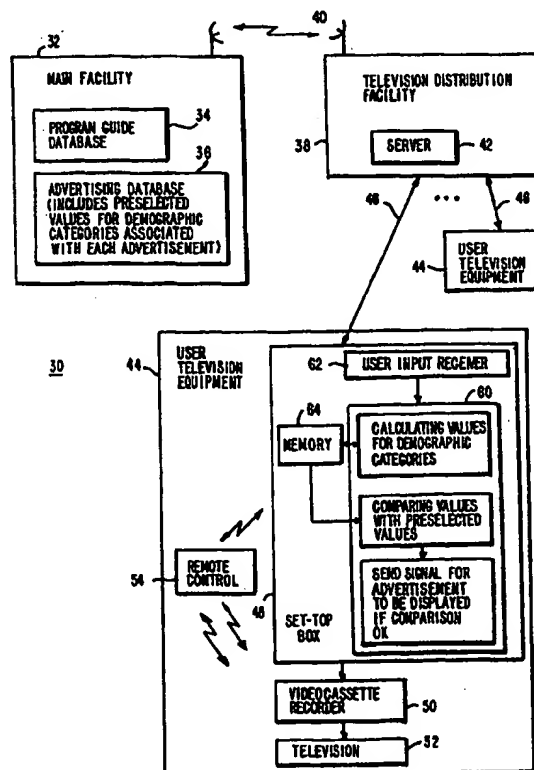 40
32
MAIN FACILITY
34
PROGRAM GUIDE
DATABASE
36
ADVERTISING DATABASE
(INCLUDES PRESELECTED
VALUES FOR DEMOGRAPHIC
CATEGORIES ASSOCIATED
WITH EACH ADVERTISEMENT)
TELEVISION DISTRIBUTION
FACILITY
38
SERVER
42
46
...
46
44
USER
TELEVISION
EQUIPMENT
30
44
USER
TELEVISION
EQUIPMENT
62
USER INPUT RECEIVER
60
64
MEMORY
CALCULATING VALUES
FOR DEMOGRAPHIC
CATEGORIES
COMPARING VALUES
WITH PRESELECTED
VALUES
SEND SIGNAL FOR
ADVERTISEMENT
TO BE DISPLAYED
IF COMPARISON
OK
REMOTE
CONTROL
54
48
SET-TOP
BOX
VIDEOCASSETTE
RECORDER
50
TELEVISION
52